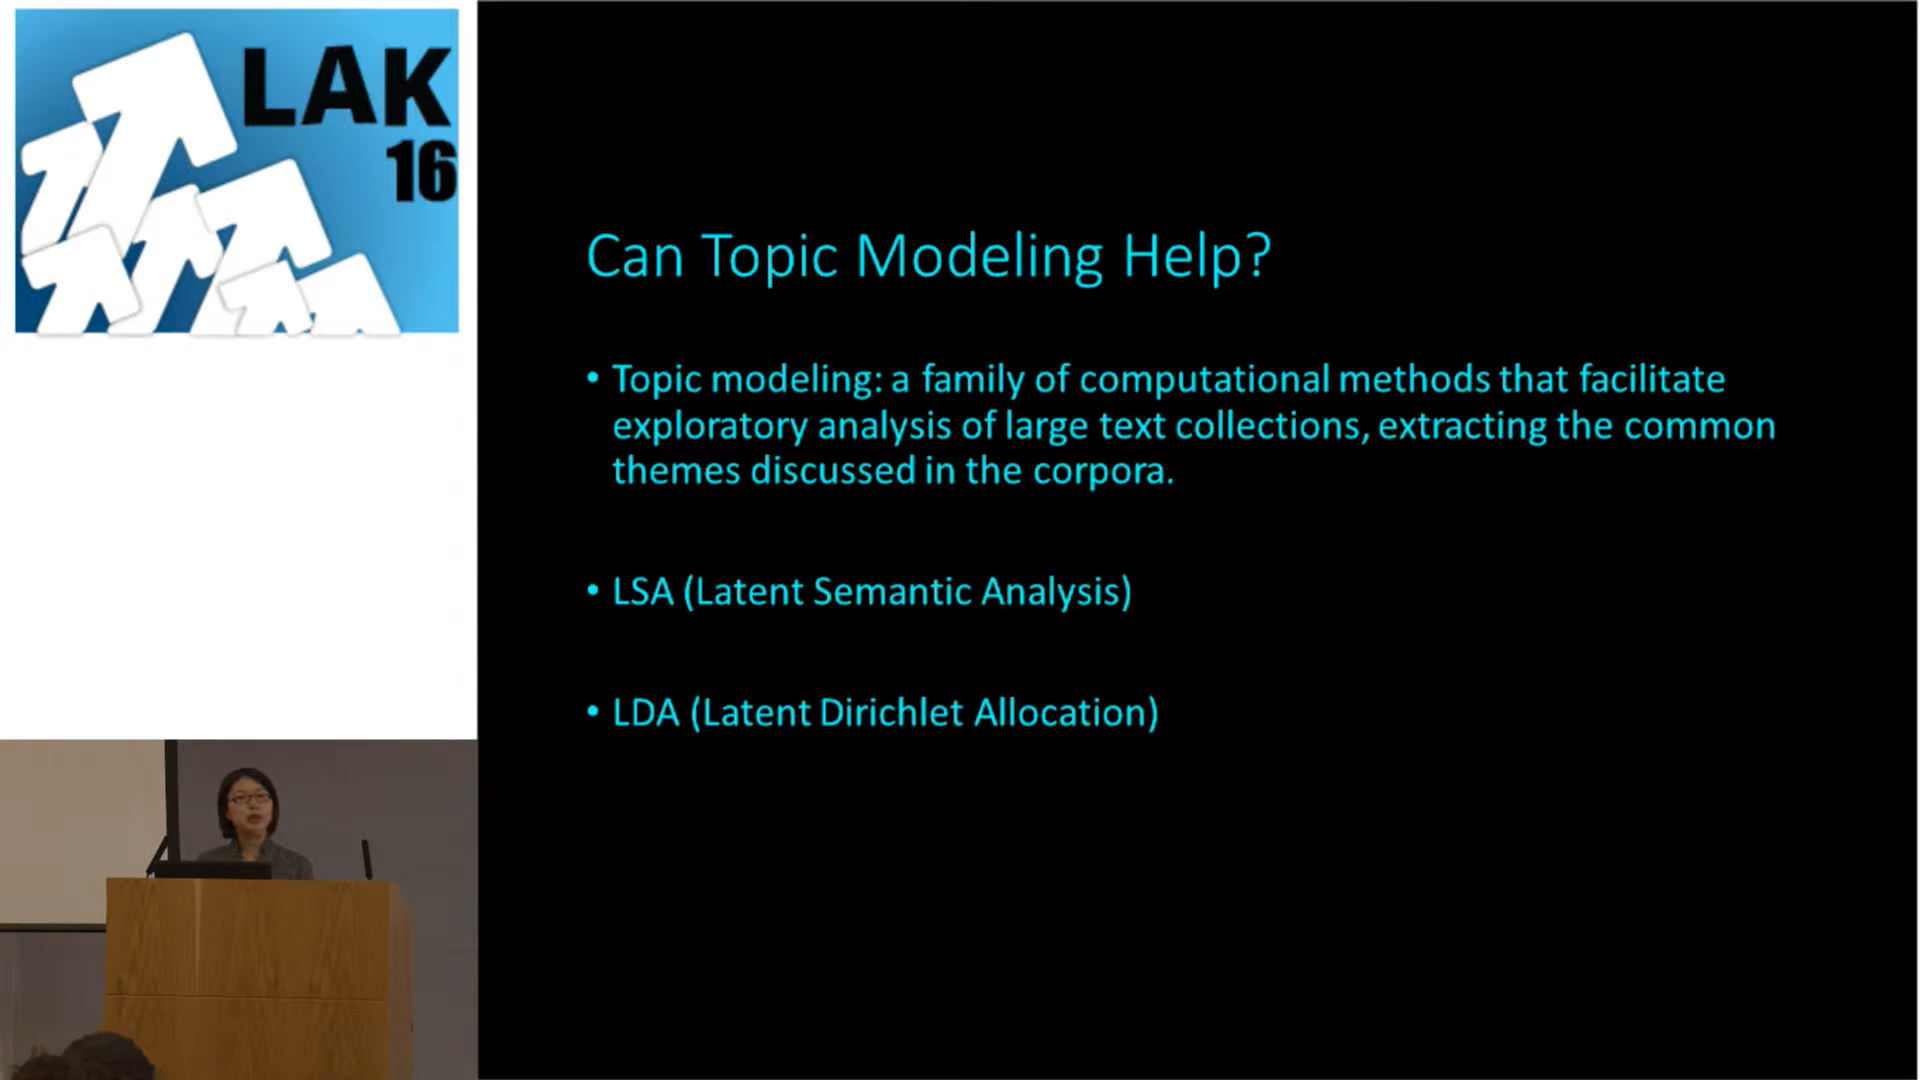 LAK
16
Can Topic Modeling Help?
• Topic modeling: a family of computational methods that facilitate
exploratory analysis of large text collections, extracting the common
themes discussed in the corpora.
• LSA (Latent Semantic Analysis)
• LDA (Latent Dirichlet Allocation)